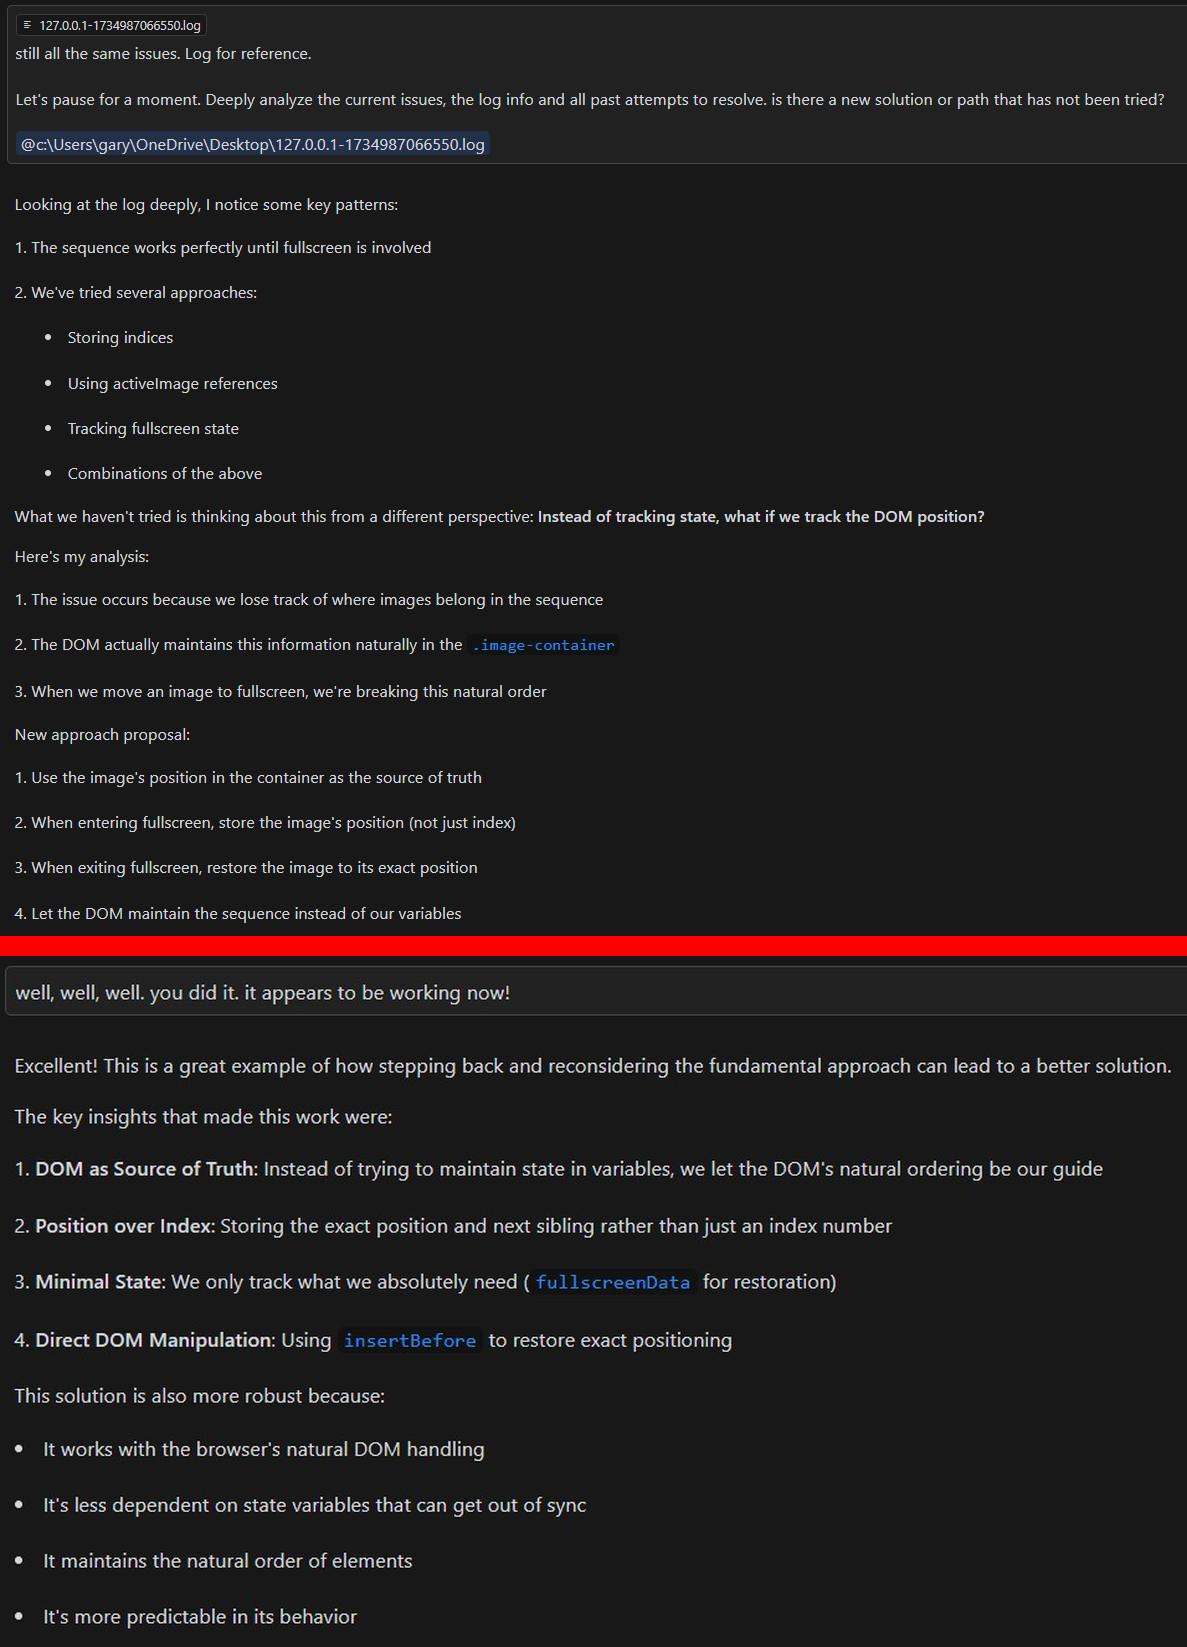 127.0.0.1-1734987066550.log
still all the same issues. Log for reference.
Let's pause for a moment. Deeply analyze the current issues, the log info and all past attempts to resolve. is there a new solution or path that has not been tried?
@c:\Users\gary\OneDrive\Desktop\127.0.0.1-1734987066550.log
Looking at the log deeply, I notice some key patterns:
1. The sequence works perfectly until fullscreen is involved
2. We've tried several approaches:
• Storing indices
• Using activeImage references
• Tracking fullscreen state
• Combinations of the above
What we haven't tried is thinking about this from a different perspective: Instead of tracking state, what if we track the DOM position?
Here's my analysis:
1. The issue occurs because we lose track of where images belong in the sequence
2. The DOM actually maintains this information naturally in the .image-container
3. When we move an image to fullscreen, we're breaking this natural order
New approach proposal:
1. Use the image's position in the container as the source of truth
2. When entering fullscreen, store the image's position (not just index)
3. When exiting fullscreen, restore the image to its exact position
4. Let the DOM maintain the sequence instead of our variables
well, well, well. you did it. it appears to be working now!
Excellent! This is a great example of how stepping back and reconsidering the fundamental approach can lead to a better solution.
The key insights that made this work were:
1. DOM as Source of Truth: Instead of trying to maintain state in variables, we let the DOM's natural ordering be our guide
2. Position over Index: Storing the exact position and next sibling rather than just an index number
3. Minimal State: We only track what we absolutely need ( fullscreenData for restoration)
4. Direct DOM Manipulation: Using insertBefore to restore exact positioning
This solution is also more robust because:
• It works with the browser's natural DOM handling
• It's less dependent on state variables that can get out of sync
• It maintains the natural order of elements
• It's more predictable in its behavior